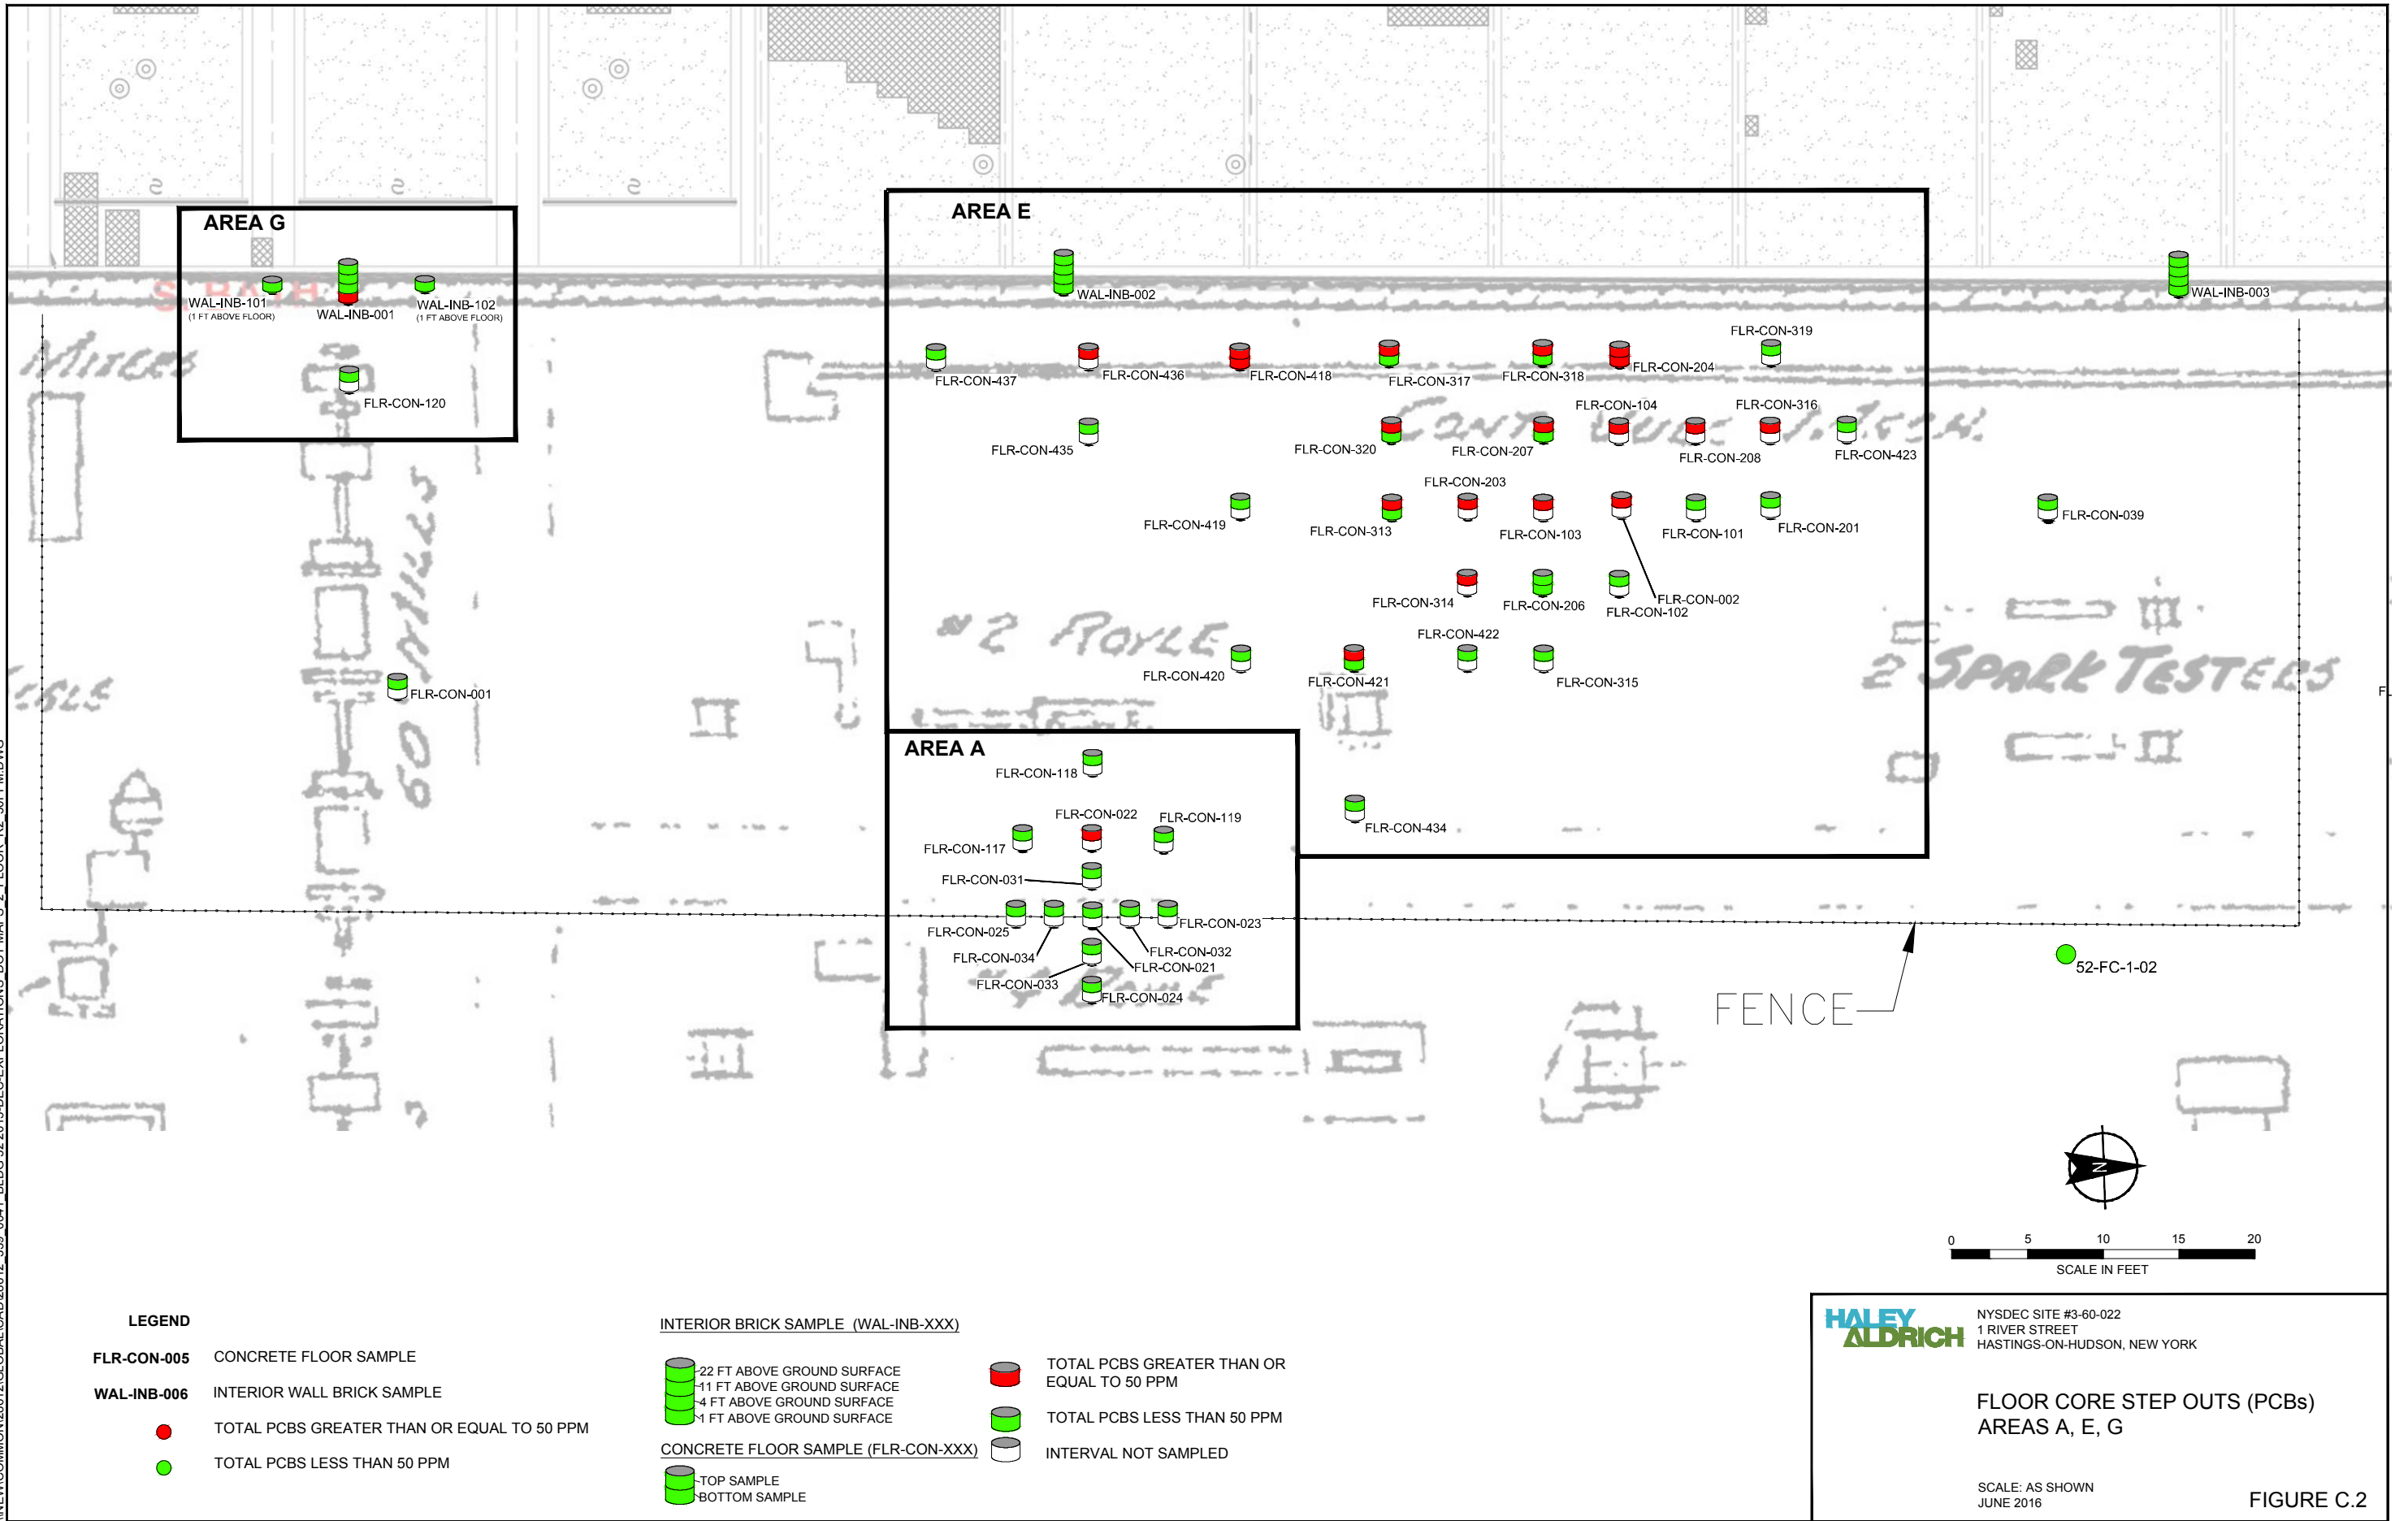 AREA G
WAL-INB-101
(1 FT ABOVE FLOOR)
WAL-INB-001
WAL-INB-102
(1 FT ABOVE FLOOR)
FLR-CON-120
FLR-CON-001
AREA E
WAL-INB-002
WAL-INB-003
FLR-CON-319
FLR-CON-437
FLR-CON-436
FLR-CON-418
FLR-CON-317
FLR-CON-318
FLR-CON-204
FLR-CON-104
FLR-CON-316
FLR-CON-435
FLR-CON-320
FLR-CON-207
FLR-CON-208
FLR-CON-423
FLR-CON-203
FLR-CON-419
FLR-CON-313
FLR-CON-103
FLR-CON-101
FLR-CON-201
FLR-CON-039
FLR-CON-314
FLR-CON-206
FLR-CON-002
FLR-CON-102
FLR-CON-422
#2 ROYLE
FLR-CON-420
FLR-CON-421
FLR-CON-315
2 SPARK TESTERS
AREA A
FLR-CON-118
FLR-CON-022
FLR-CON-119
FLR-CON-117
FLR-CON-434
FLR-CON-031
FLR-CON-025
FLR-CON-023
FLR-CON-034
FLR-CON-032
FLR-CON-021
FLR-CON-033
FLR-CON-024
52-FC-1-02
FENCE
N
0 5 10 15 20
SCALE IN FEET
LEGEND
FLR-CON-005 CONCRETE FLOOR SAMPLE
WAL-INB-006 INTERIOR WALL BRICK SAMPLE
TOTAL PCBS GREATER THAN OR EQUAL TO 50 PPM
TOTAL PCBS LESS THAN 50 PPM
INTERIOR BRICK SAMPLE (WAL-INB-XXX)
22 FT ABOVE GROUND SURFACE
11 FT ABOVE GROUND SURFACE
4 FT ABOVE GROUND SURFACE
1 FT ABOVE GROUND SURFACE
CONCRETE FLOOR SAMPLE (FLR-CON-XXX)
TOP SAMPLE
BOTTOM SAMPLE
TOTAL PCBS GREATER THAN OR
EQUAL TO 50 PPM
TOTAL PCBS LESS THAN 50 PPM
INTERVAL NOT SAMPLED
HALEY
ALDRICH
NYSDEC SITE #3-60-022
1 RIVER STREET
HASTINGS-ON-HUDSON, NEW YORK
FLOOR CORE STEP OUTS (PCBs)
AREAS A, E, G
SCALE: AS SHOWN
JUNE 2016
FIGURE C.2